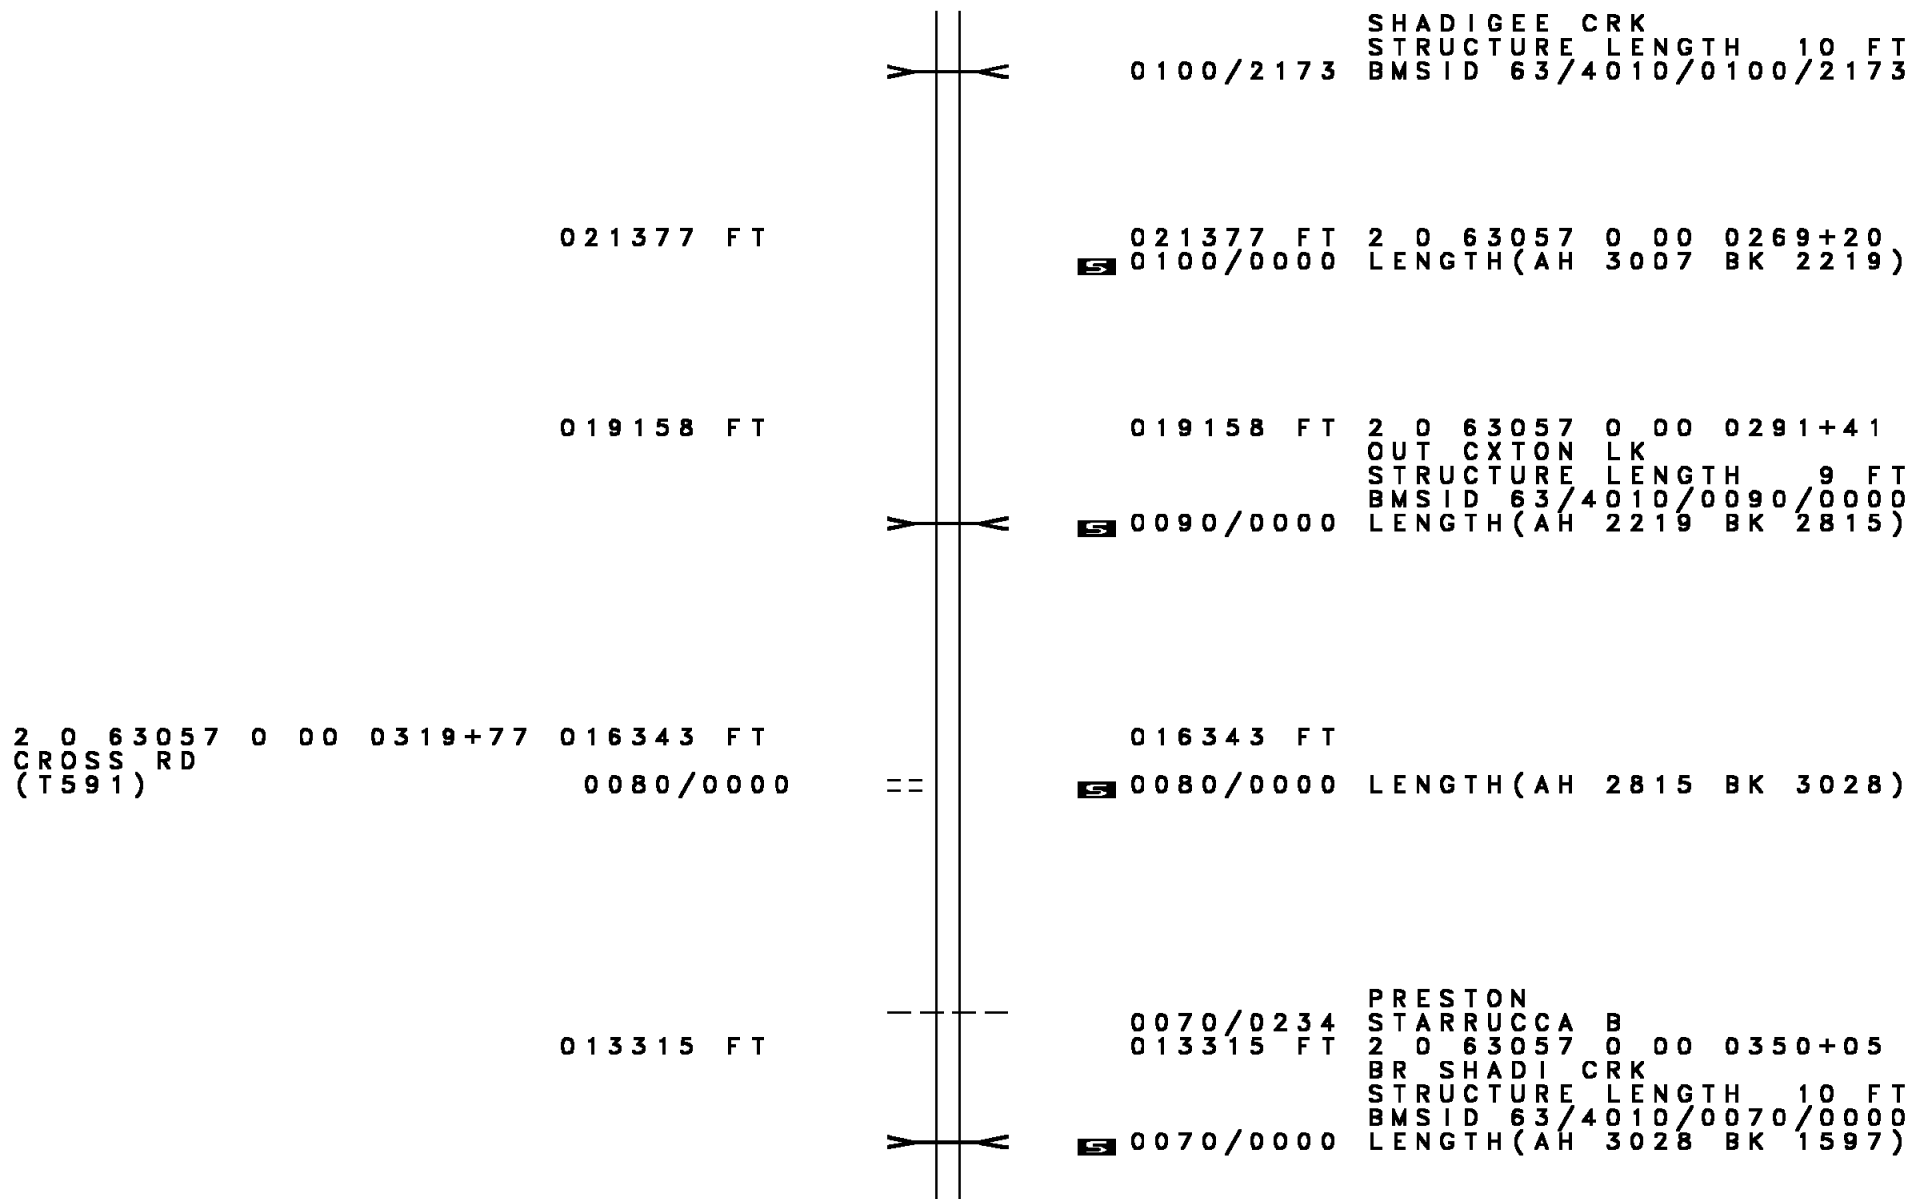 SHADIGEE CRK
STRUCTURE LENGTH 10 FT
0100/2173 BMSID 63/4010/0100/2173
021377 FT 021377 FT 2 0 63057 0 00 0269+20
S 0100/0000 LENGTH(AH 3007 BK 2219)
019158 FT 019158 FT 2 0 63057 0 00 0291+41
OUT CXTON LK
STRUCTURE LENGTH 9 FT
BMSID 63/4010/0090/0000
S 0090/0000 LENGTH(AH 2219 BK 2815)
2 0 63057 0 00 0319+77 016343 FT 016343 FT
CROSS RD
(T591) 0080/0000 S 0080/0000 LENGTH(AH 2815 BK 3028)
PRESTON
0070/0234 STARRUCCA B
013315 FT 013315 FT 2 0 63057 0 00 0350+05
BR SHADI CRK
STRUCTURE LENGTH 10 FT
BMSID 63/4010/0070/0000
S 0070/0000 LENGTH(AH 3028 BK 1597)